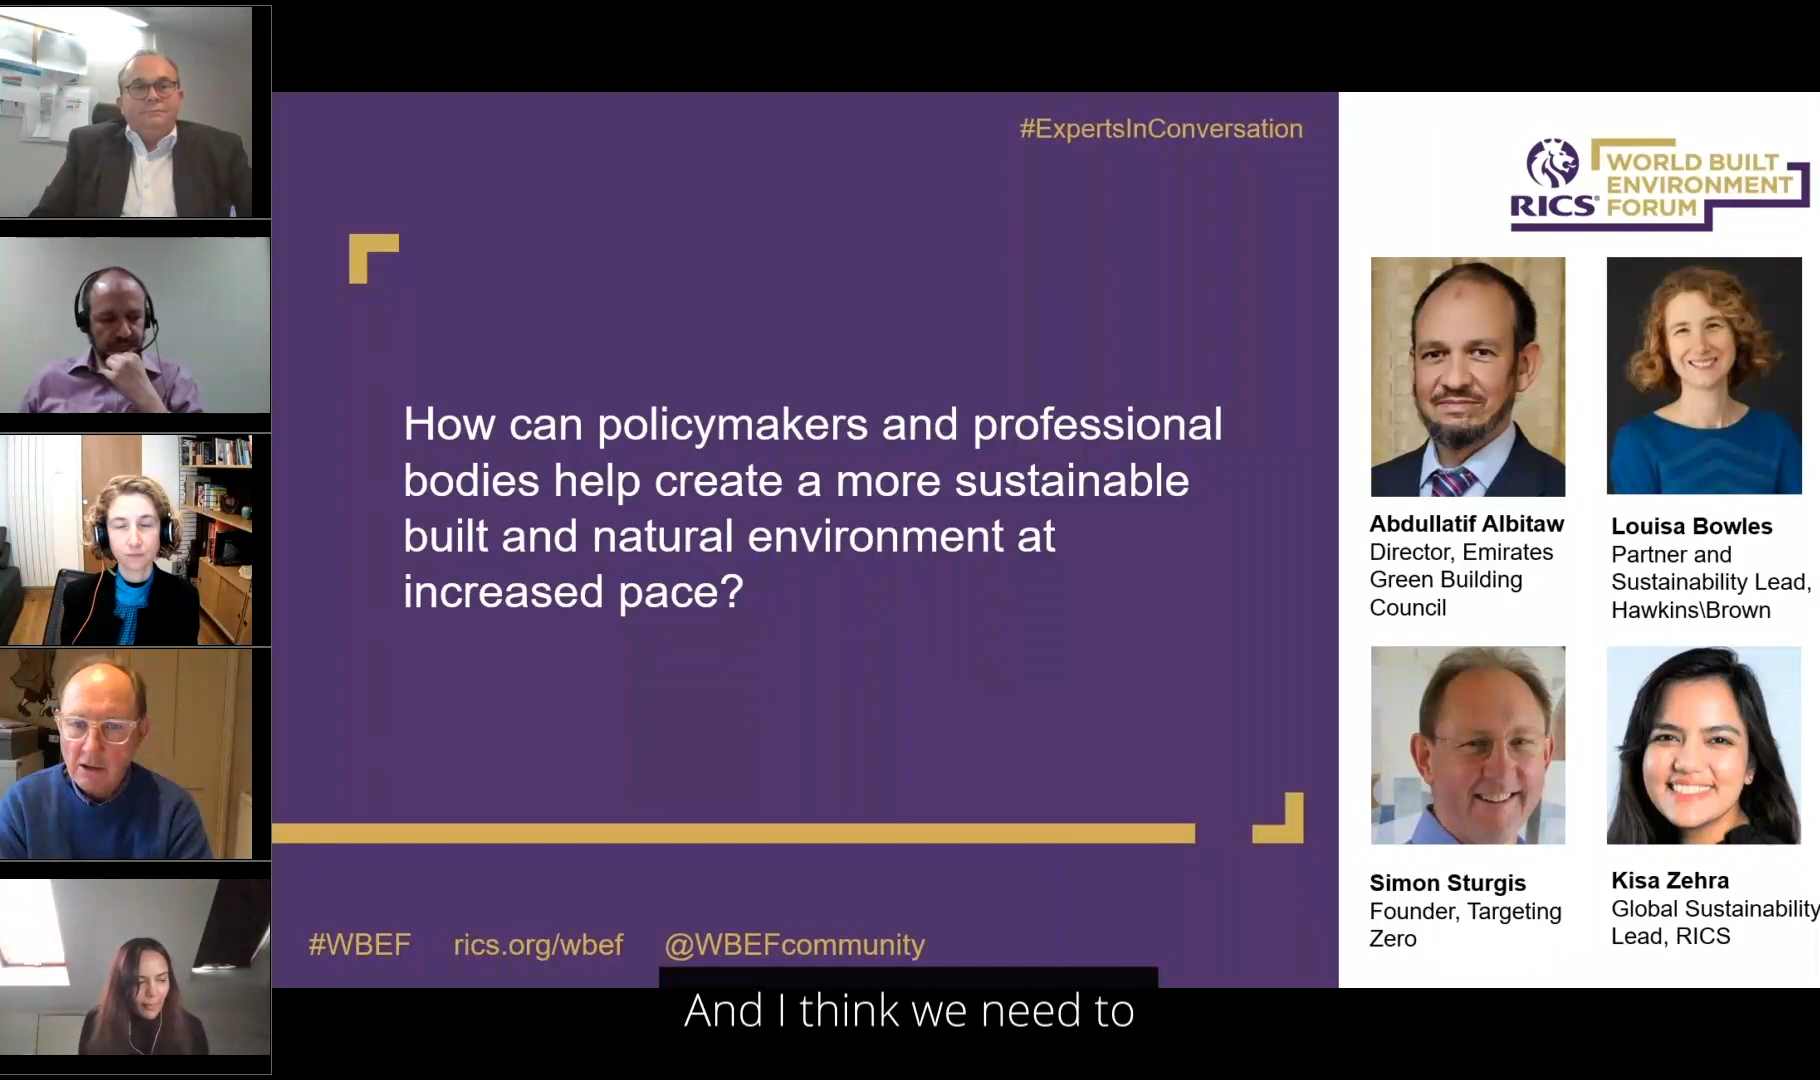 #ExpertsInConversation
How can policymakers and professional
bodies help create a more sustainable
built and natural environment at
increased pace?
#WBEF rics.org/wbef @WBEFcommunity
And I think we need to
RICS
WORLD BUILT
ENVIRONMENT
FORUM
Abdullatif Albitaw
Director, Emirates
Green Building
Council
Louisa Bowles
Partner and
Sustainability Lead,
Hawkins\Brown
Simon Sturgis
Founder, Targeting
Zero
Kisa Zehra
Global Sustainability
Lead, RICS